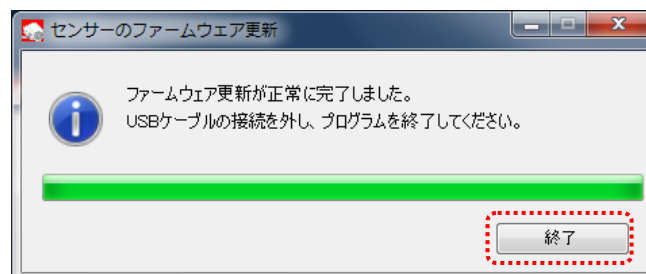 センサーのファームウェア更新
ファームウェア更新が正常に完了しました。
USBケーブルの接続を外し、プログラムを終了してください。
終了